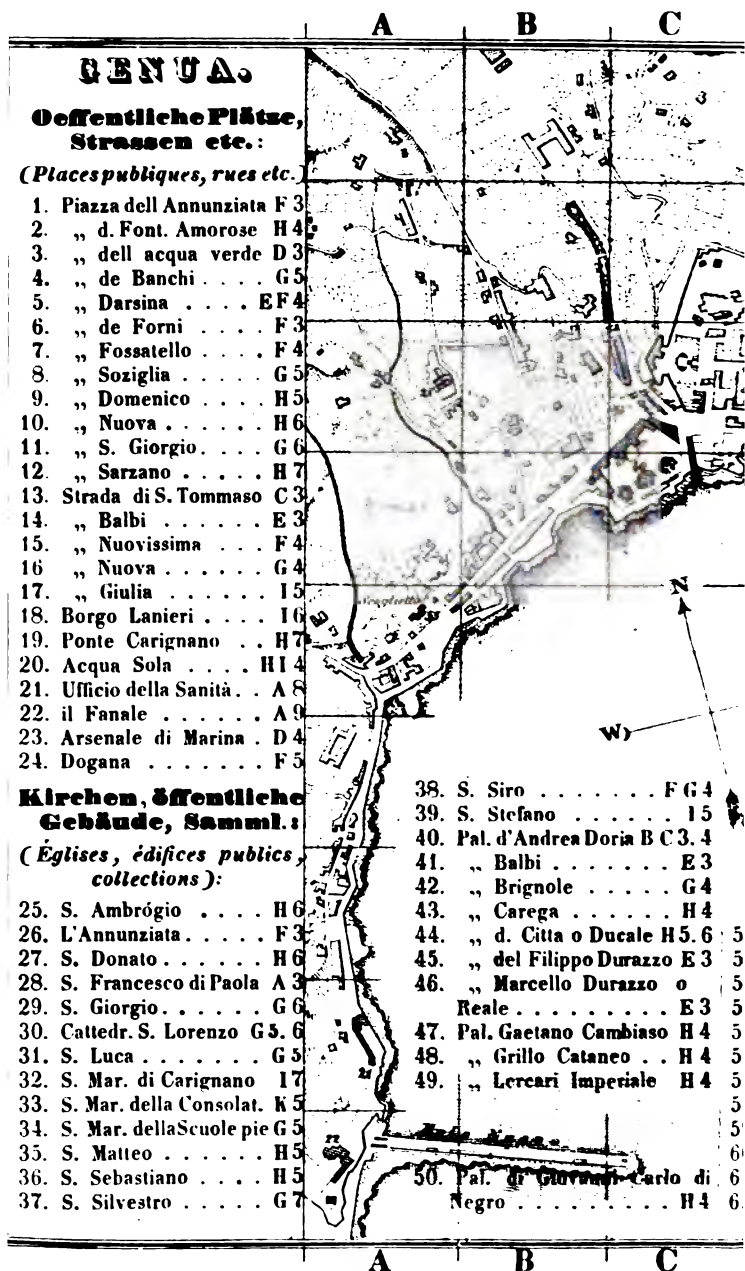 A B C
GENUA.
Oeffentliche Plätze,
Strassen etc.:
(Places publiques, rues etc.)
1. Piazza dell Annunziata F 3
2. „ d. Font. Amorose H 4
3. „ dell acqua verde D 3
4. „ de Banchi . . . . G 5
5. „ Darsina . . . . E F 4
6. „ de Forni . . . . F 3
7. „ Fossatello . . . . F 4
8. „ Soziglia . . . . . G 5
9. „ Domenico . . . . H 5
10. „ Nuova . . . . . . H 6
11. „ S. Giorgio . . . . G 6
12. „ Sarzano . . . . . H 7
13. Strada di S. Tommaso C 3
14. „ Balbi . . . . . . E 3
15. „ Nuovissima . . . F 4
16 „ Nuova . . . . . . G 4
17. „ Giulia . . . . . . I 5
18. Borgo Lanieri . . . . I 6
19. Ponte Carignano . . H 7
20. Acqua Sola . . . . H I 4
21. Ufficio della Sanità . . A 8
22. il Fanale . . . . . . . A 9
23. Arsenale di Marina . D 4
24. Dogana . . . . . . . F 5
Kirchen, öffentliche
Gebäude, Samml.:
(Églises, édifices publics,
collections):
25. S. Ambrógio . . . . H 6
26. L'Annunziata . . . . . F 3
27. S. Donato . . . . . . H 6
28. S. Francesco di Paola A 3
29. S. Giorgio . . . . . . G 6
30. Cattedr. S. Lorenzo G 5. 6
31. S. Luca . . . . . . . G 5
32. S. Mar. di Carignano I 7
33. S. Mar. della Consolat. K 5
34. S. Mar. della Scuole pie G 5
35. S. Matteo . . . . . . H 5
36. S. Sebastiano . . . . H 5
37. S. Silvestro . . . . . G 7
N
W
38. S. Siro . . . . . . . F G 4
39. S. Stefano . . . . . . I 5
40. Pal. d'Andrea Doria B C 3. 4
41. „ Balbi . . . . . . E 3
42. „ Brignole . . . . . G 4
43. „ Carega . . . . . . H 4
44. „ d. Citta o Ducale H 5. 6
45. „ del Filippo Durazzo E 3
46. „ Marcello Durazzo o
Reale . . . . . . . . . E 3
47. Pal. Gaetano Cambiaso H 4
48. „ Grillo Cataneo . . H 4
49. „ Lercari Imperiale H 4
21
22
Molo Nuovo
50. Pal. di Giovanni Carlo di
Negro . . . . . . . . . H 4
A B C